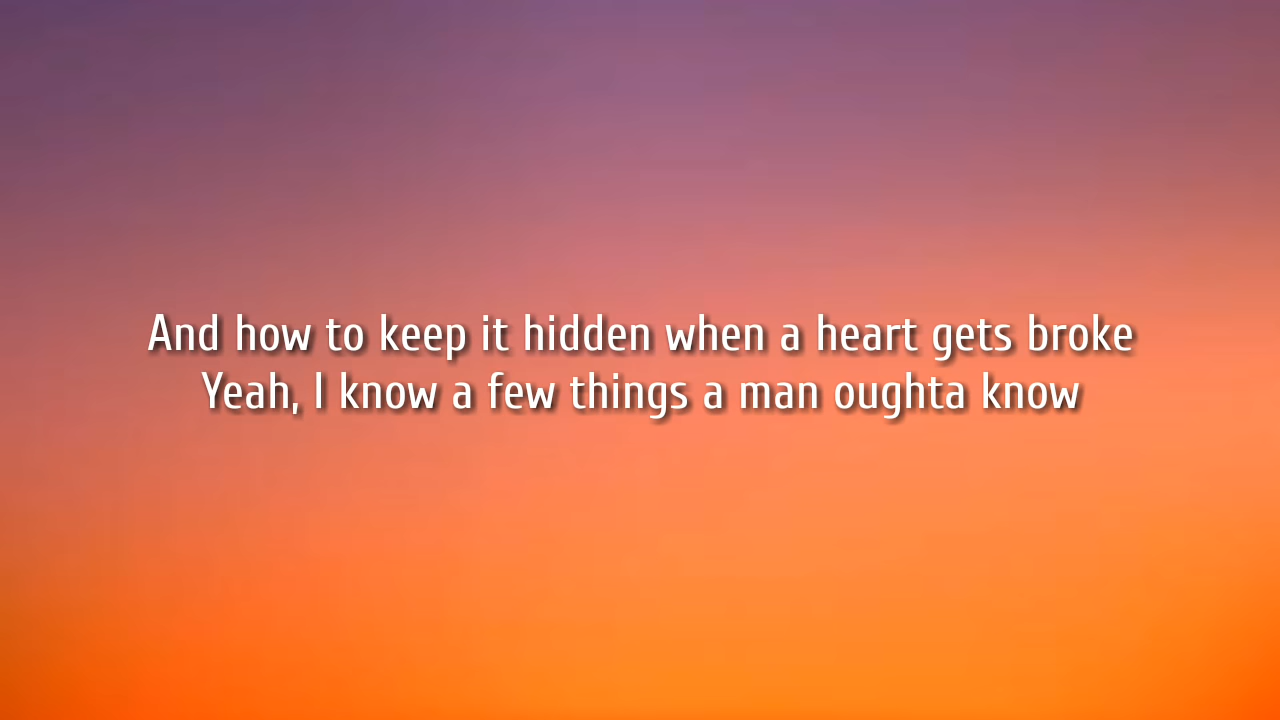 And how to keep it hidden when a heart gets broke
Yeah, I know a few things a man oughta know